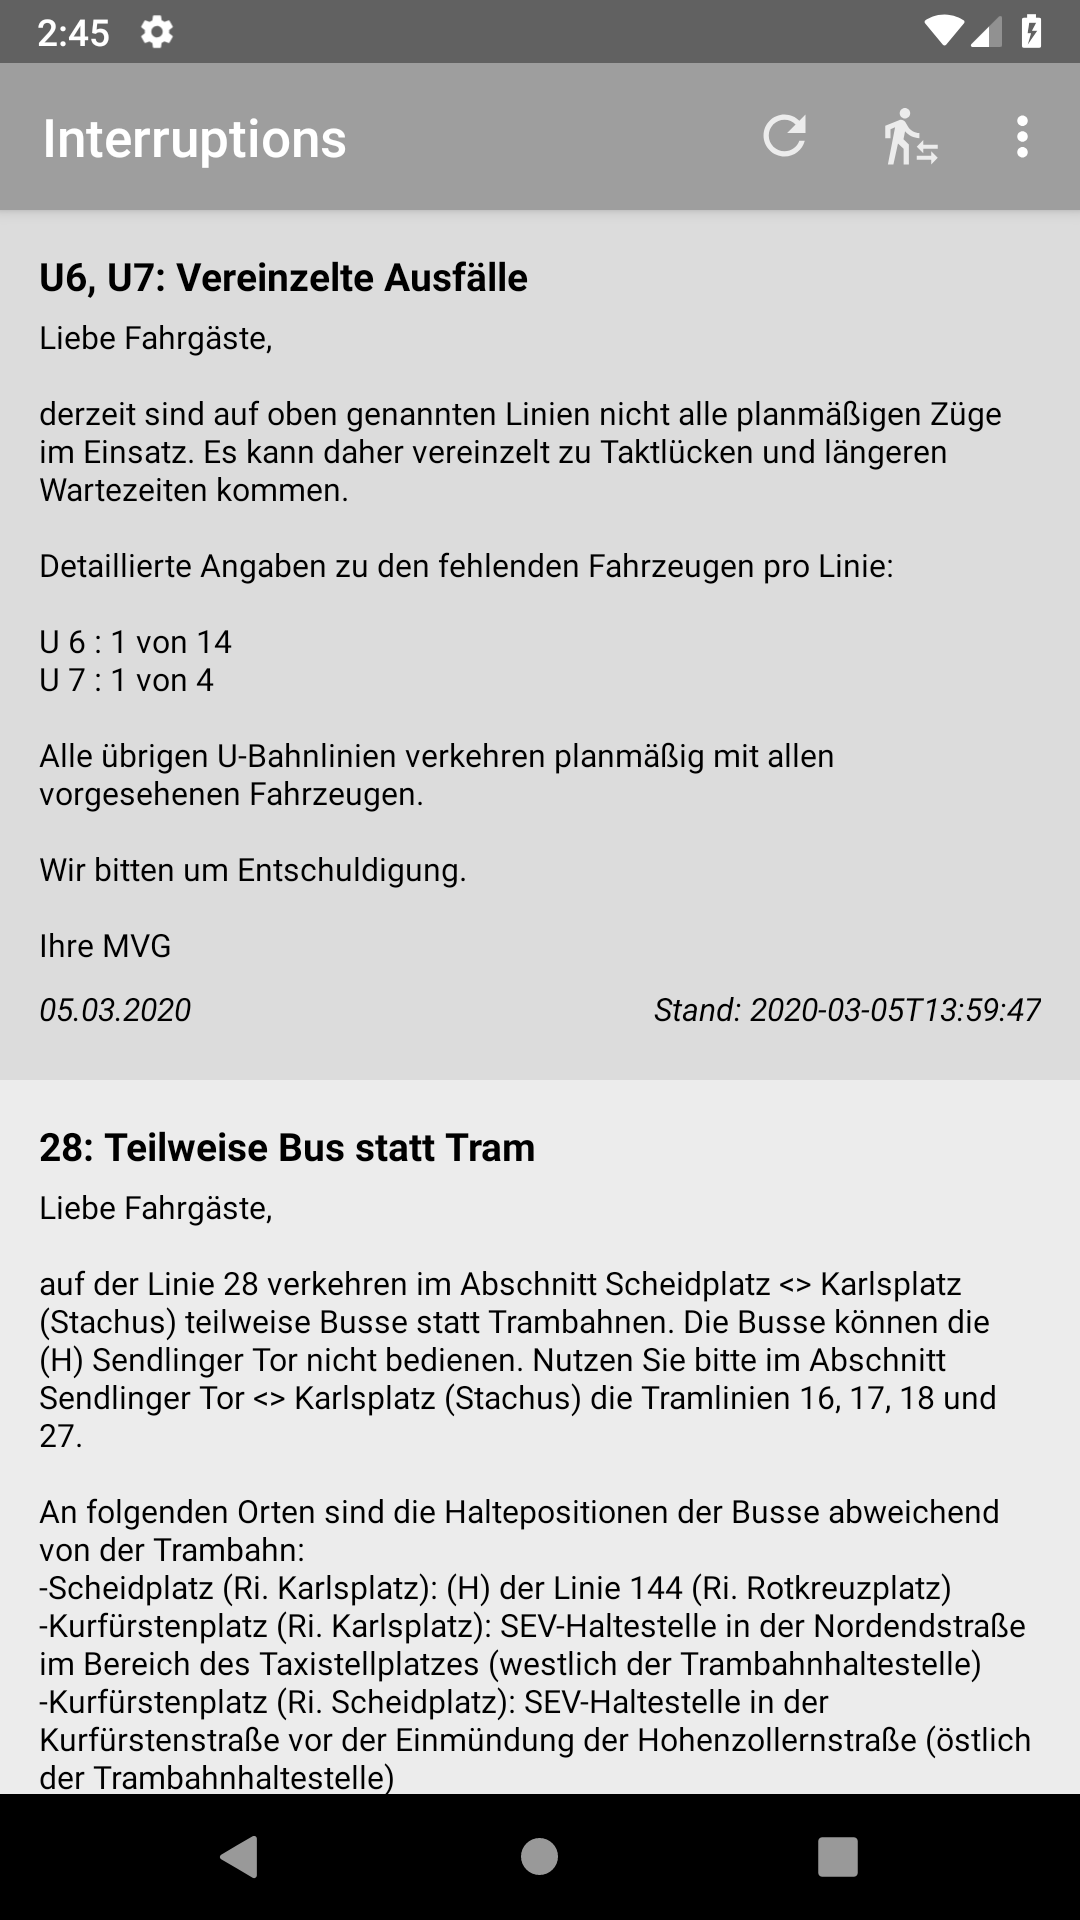 2:45
Interruptions
U6, U7: Vereinzelte Ausfälle
Liebe Fahrgäste,
derzeit sind auf oben genannten Linien nicht alle planmäßigen Züge
im Einsatz. Es kann daher vereinzelt zu Taktlücken und längeren
Wartezeiten kommen.
Detaillierte Angaben zu den fehlenden Fahrzeugen pro Linie:
U 6 : 1 von 14
U 7 : 1 von 4
Alle übrigen U-Bahnlinien verkehren planmäßig mit allen
vorgesehenen Fahrzeugen.
Wir bitten um Entschuldigung.
Ihre MVG
05.03.2020 Stand: 2020-03-05T13:59:47
28: Teilweise Bus statt Tram
Liebe Fahrgäste,
auf der Linie 28 verkehren im Abschnitt Scheidplatz <> Karlsplatz
(Stachus) teilweise Busse statt Trambahnen. Die Busse können die
(H) Sendlinger Tor nicht bedienen. Nutzen Sie bitte im Abschnitt
Sendlinger Tor <> Karlsplatz (Stachus) die Tramlinien 16, 17, 18 und
27.
An folgenden Orten sind die Haltepositionen der Busse abweichend
von der Trambahn:
-Scheidplatz (Ri. Karlsplatz): (H) der Linie 144 (Ri. Rotkreuzplatz)
-Kurfürstenplatz (Ri. Karlsplatz): SEV-Haltestelle in der Nordendstraße
im Bereich des Taxistellplatzes (westlich der Trambahnhaltestelle)
-Kurfürstenplatz (Ri. Scheidplatz): SEV-Haltestelle in der
Kurfürstenstraße vor der Einmündung der Hohenzollernstraße (östlich
der Trambahnhaltestelle)